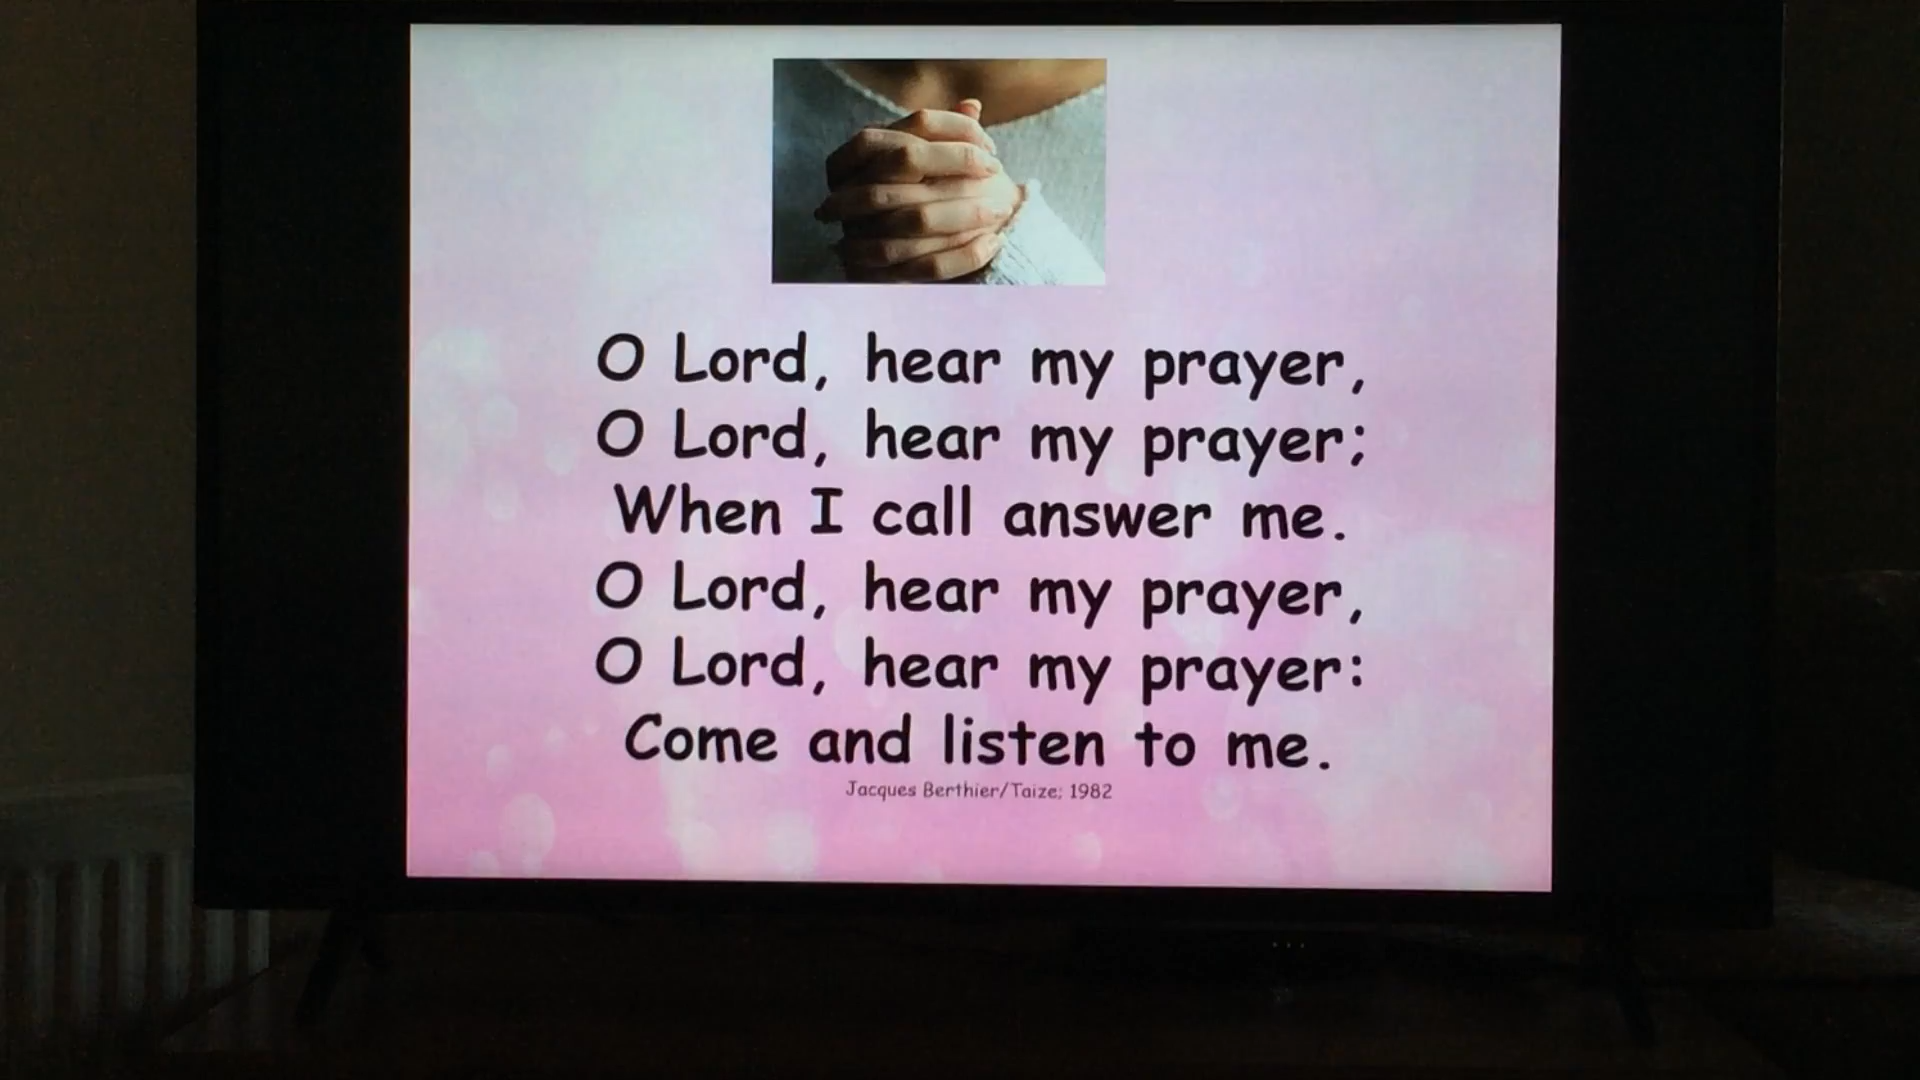 O Lord, hear my prayer,
O Lord, hear my prayer;
When I call answer me.
O Lord, hear my prayer,
O Lord, hear my prayer:
Come and listen to me.
Jacques Berthier/Taize; 1982